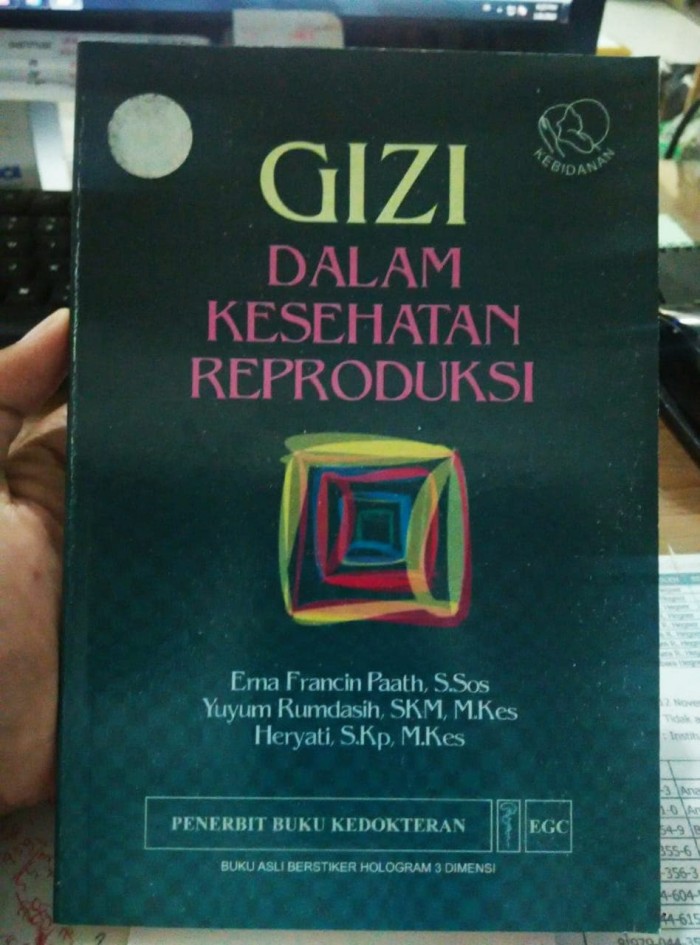 KEBIDANAN
GIZI
DALAM
KESEHATAN
REPRODUKSI
Erna Francin Paath, S.Sos
Yuyum Rumdasih, SKM, M.Kes
Heryati, S.Kp, M.Kes
PENERBIT BUKU KEDOKTERAN
EGC
BUKU ASLI BERSTIKER HOLOGRAM 3 DIMENSI